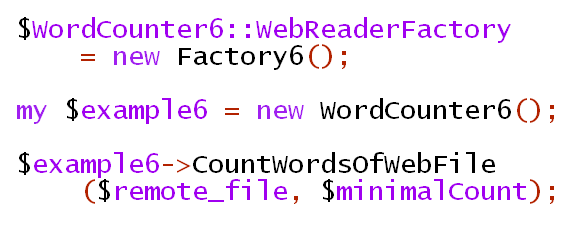 $WordCounter6::WebReaderFactory
= new Factory6();
my $example6 = new WordCounter6();
$example6->CountWordsOfWebFile
($remote_file, $minimalCount);